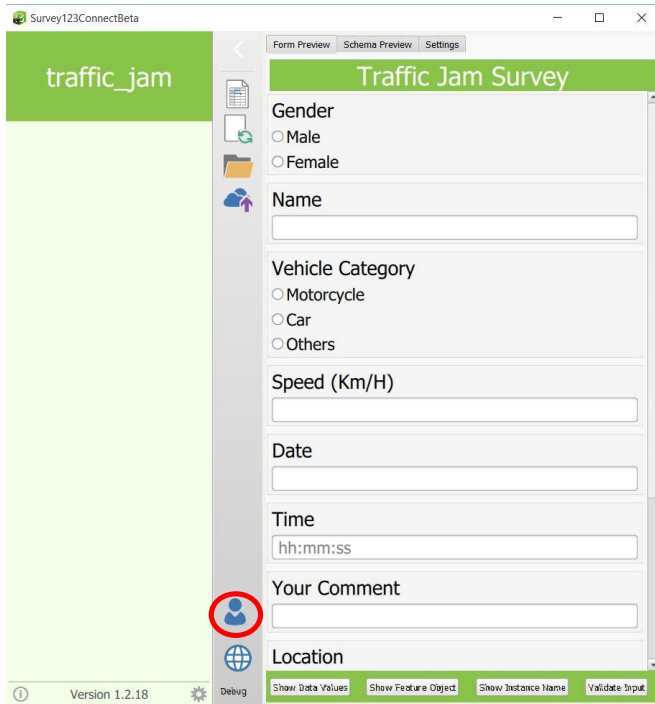 Survey123ConnectBeta
traffic_jam
Form Preview Schema Preview Settings
Traffic Jam Survey
Gender
Male
Female
Name
Vehicle Category
Motorcycle
Car
Others
Speed (Km/H)
Date
Time
hh:mm:ss
Your Comment
Location
Version 1.2.18
Debug
Show Data Values Show Feature Object Show Instance Name Validate Input